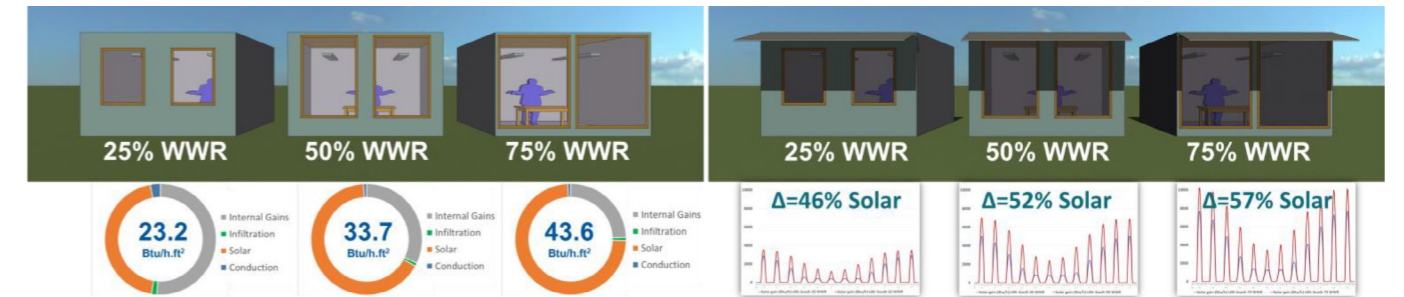 25% WWR
50% WWR
75% WWR
25% WWR
50% WWR
75% WWR
23.2
Btu/h.ft²
Internal Gains
Infiltration
Solar
Conduction
33.7
Btu/h.ft²
Internal Gains
Infiltration
Solar
Conduction
43.6
Btu/h.ft²
Internal Gains
Infiltration
Solar
Conduction
Δ=46% Solar
Δ=52% Solar
Δ=57% Solar